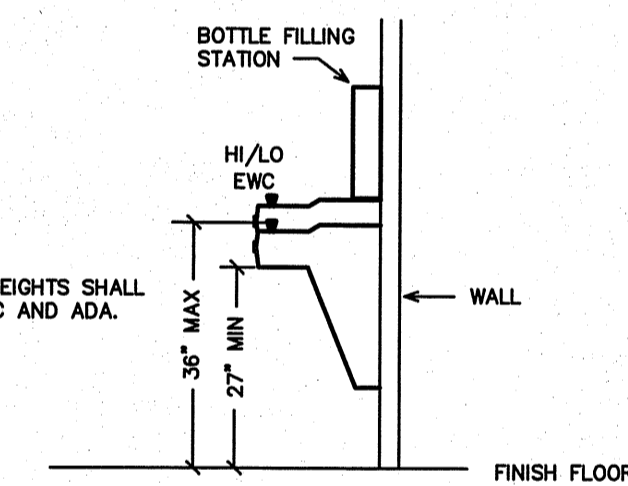 BOTTLE FILLING
STATION
HI/LO
EWC
EIGHTS SHALL
AND ADA.
36" MAX
27" MIN
WALL
FINISH FLOOR